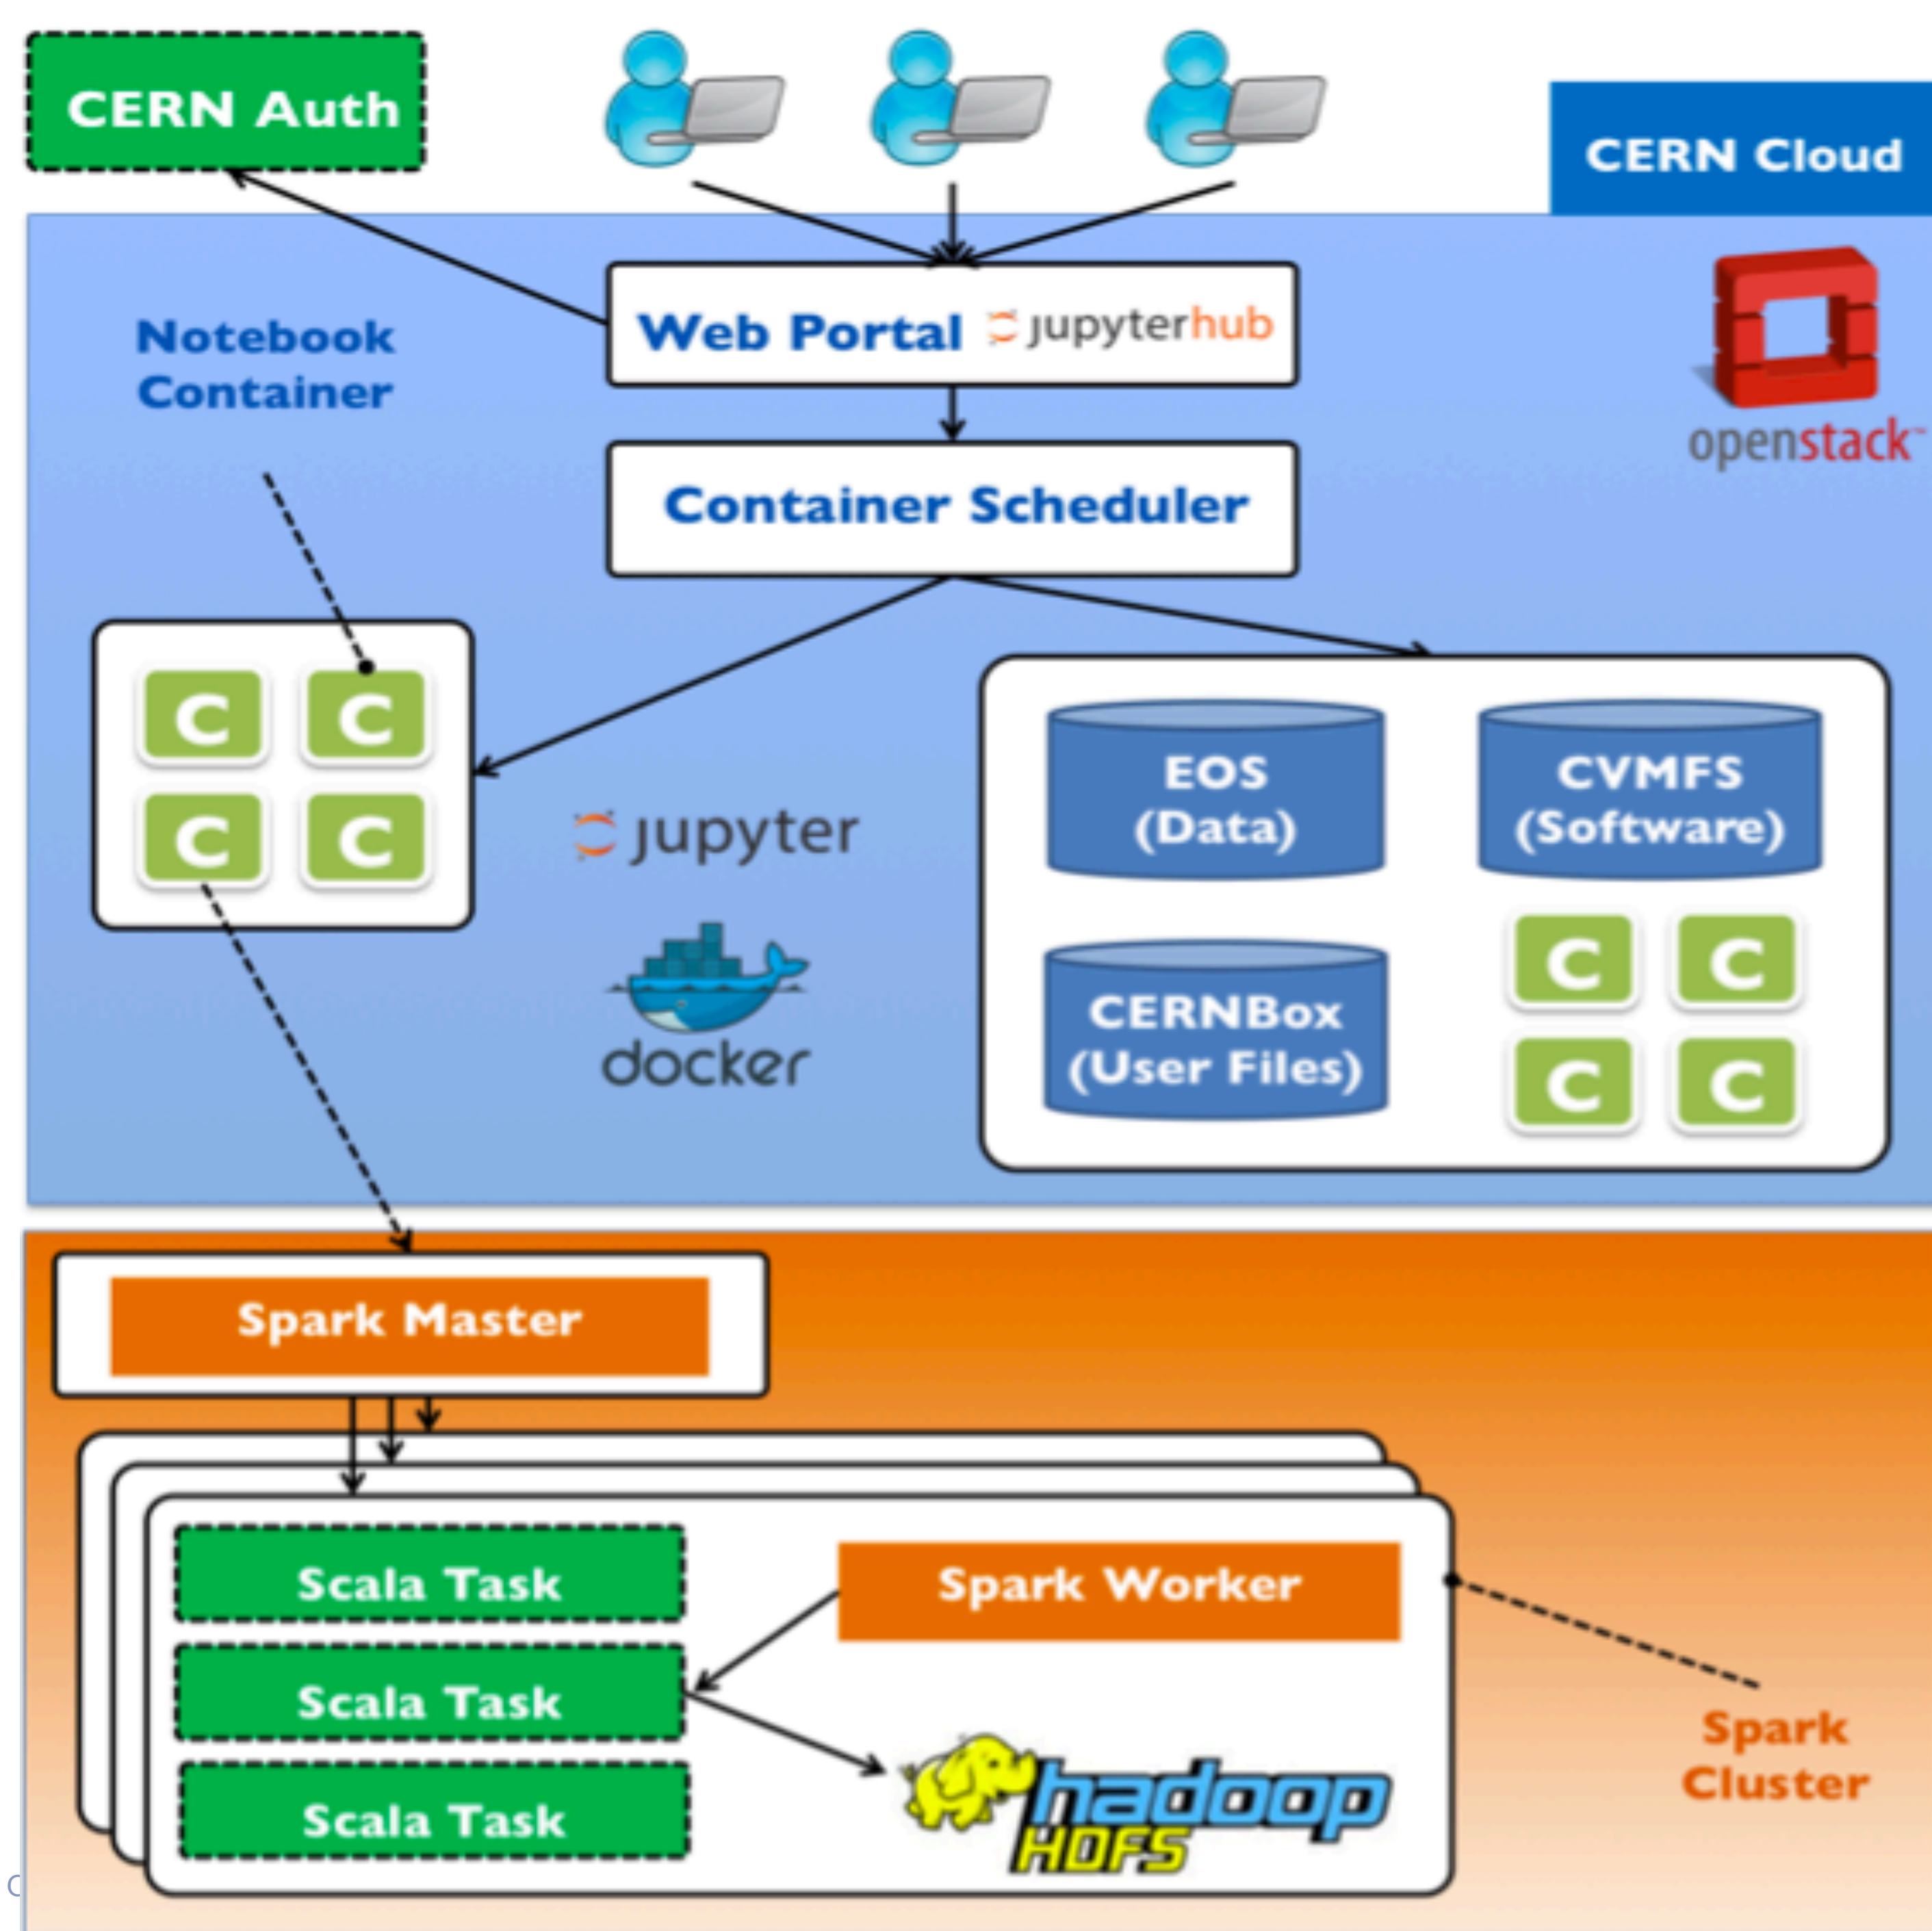 CERN Auth
CERN Cloud
Web Portal jupyterhub
Notebook
Container
openstack™
Container Scheduler
C C
C C
jupyter
docker
EOS
(Data)
CVMFS
(Software)
CERNBox
(User Files)
C C
C C
Spark Master
Scala Task
Spark Worker
Scala Task
Scala Task
hadoop
HDFS
Spark
Cluster